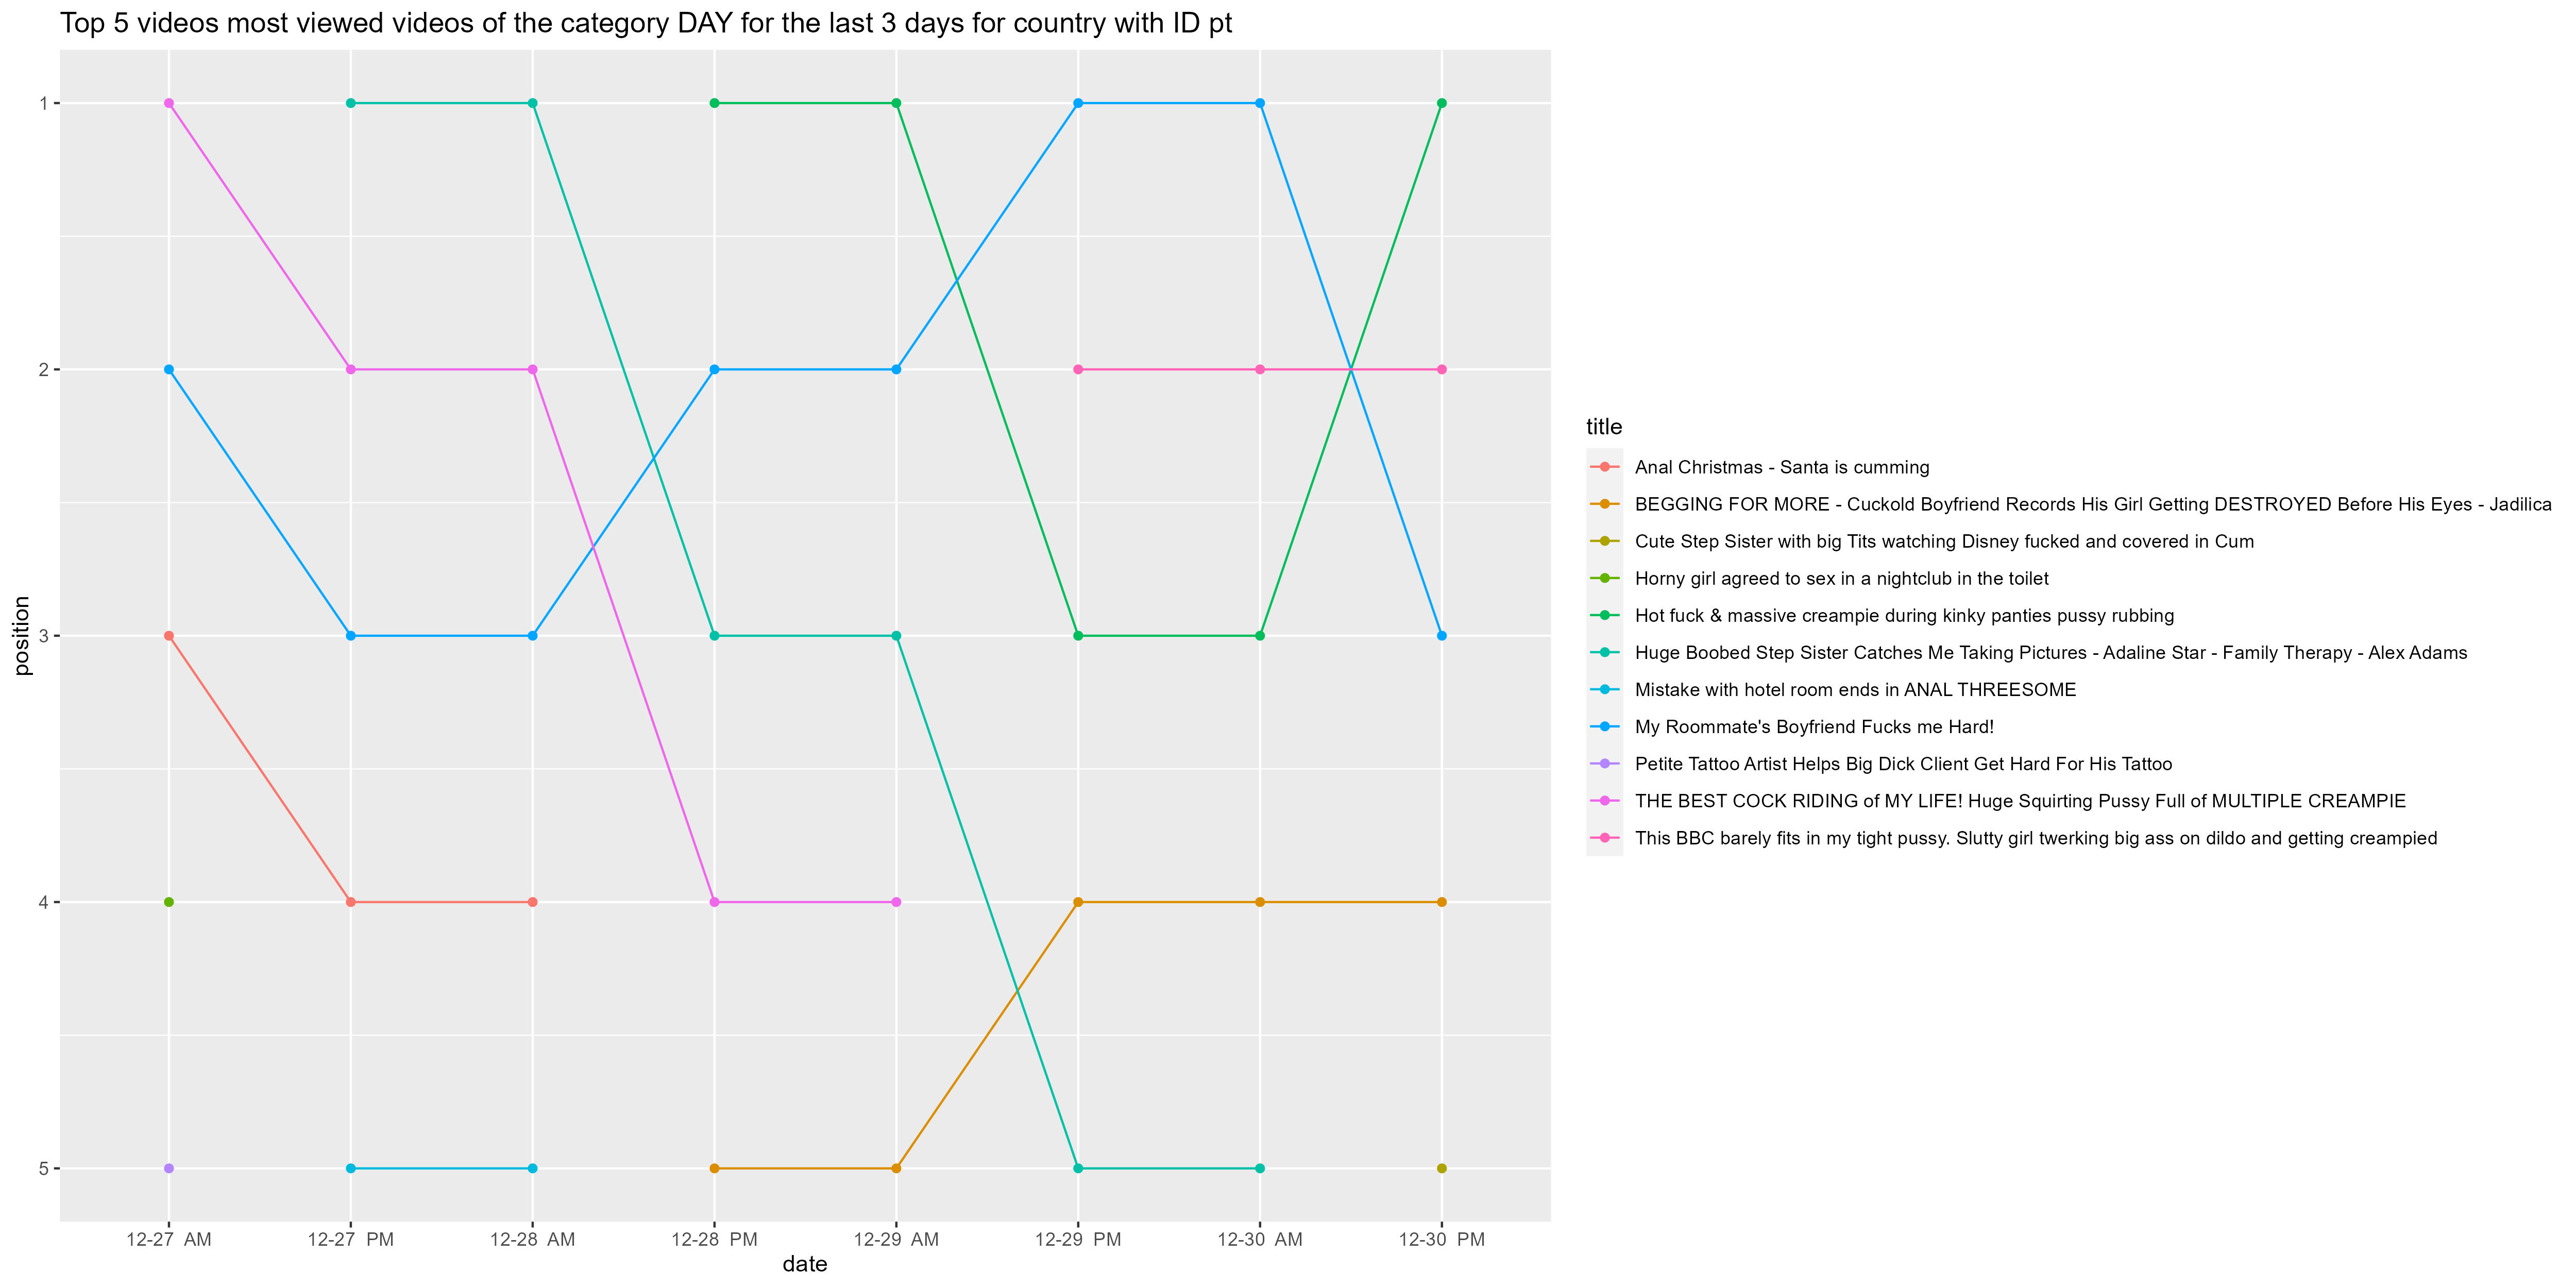 Top 5 videos most viewed videos of the category DAY for the last 3 days for country with ID pt
position
1
2
3
4
5
12-27 AM
12-27 PM
12-28 AM
12-28 PM
12-29 AM
12-29 PM
12-30 AM
12-30 PM
date
title
Anal Christmas - Santa is cumming
BEGGING FOR MORE - Cuckold Boyfriend Records His Girl Getting DESTROYED Before His Eyes - Jadilica
Cute Step Sister with big Tits watching Disney fucked and covered in Cum
Horny girl agreed to sex in a nightclub in the toilet
Hot fuck & massive creampie during kinky panties pussy rubbing
Huge Boobed Step Sister Catches Me Taking Pictures - Adaline Star - Family Therapy - Alex Adams
Mistake with hotel room ends in ANAL THREESOME
My Roommate's Boyfriend Fucks me Hard!
Petite Tattoo Artist Helps Big Dick Client Get Hard For His Tattoo
THE BEST COCK RIDING of MY LIFE! Huge Squirting Pussy Full of MULTIPLE CREAMPIE
This BBC barely fits in my tight pussy. Slutty girl twerking big ass on dildo and getting creampied